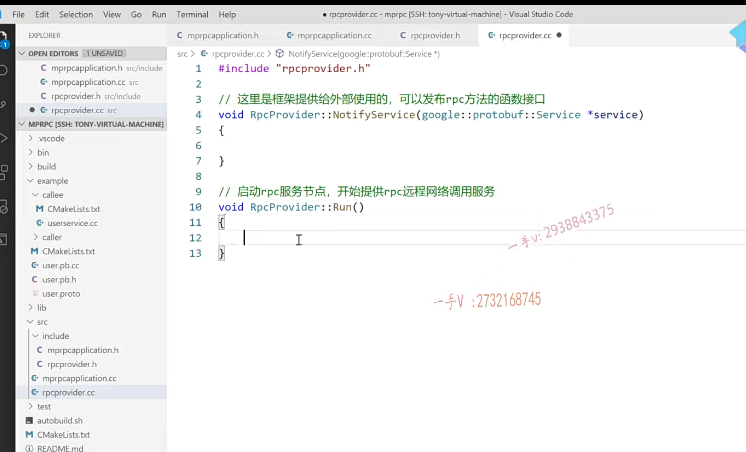 File Edit Selection View Go Run Terminal Help
● rpcprovider.cc - mprpc [SSH: tony-virtual-machine] - Visual Studio Code
EXPLORER
OPEN EDITORS 1 UNSAVED
C mprpcapplication.h src/include
C+ mprpcapplication.cc src
C rpcprovider.h src/include
● C+ rpcprovider.cc src
MPRPC [SSH: TONY-VIRTUAL-MACHINE]
> .vscode
> bin
> build
example
callee
M CMakeLists.txt
C+ userservice.cc
> caller
M CMakeLists.txt
C+ user.pb.cc
C user.pb.h
user.proto
> lib
src
include
C mprpcapplication.h
C rpcprovider.h
C+ mprpcapplication.cc
C+ rpcprovider.cc
> test
autobuild.sh
M CMakeLists.txt
README.md
C mprpcapplication.h C+ mprpcapplication.cc C rpcprovider.h C+ rpcprovider.cc ●
src > C+ rpcprovider.cc > NotifyService(google::protobuf::Service *)
1 #include "rpcprovider.h"
2
3 // 这里是框架提供给外部使用的，可以发布rpc方法的函数接口
4 void RpcProvider::NotifyService(google::protobuf::Service *service)
5 {
6
7 }
8
9 // 启动rpc服务节点，开始提供rpc远程网络调用服务
10 void RpcProvider::Run()
11 {
12
13 }
一手v：2938843375
一手V：2732168745